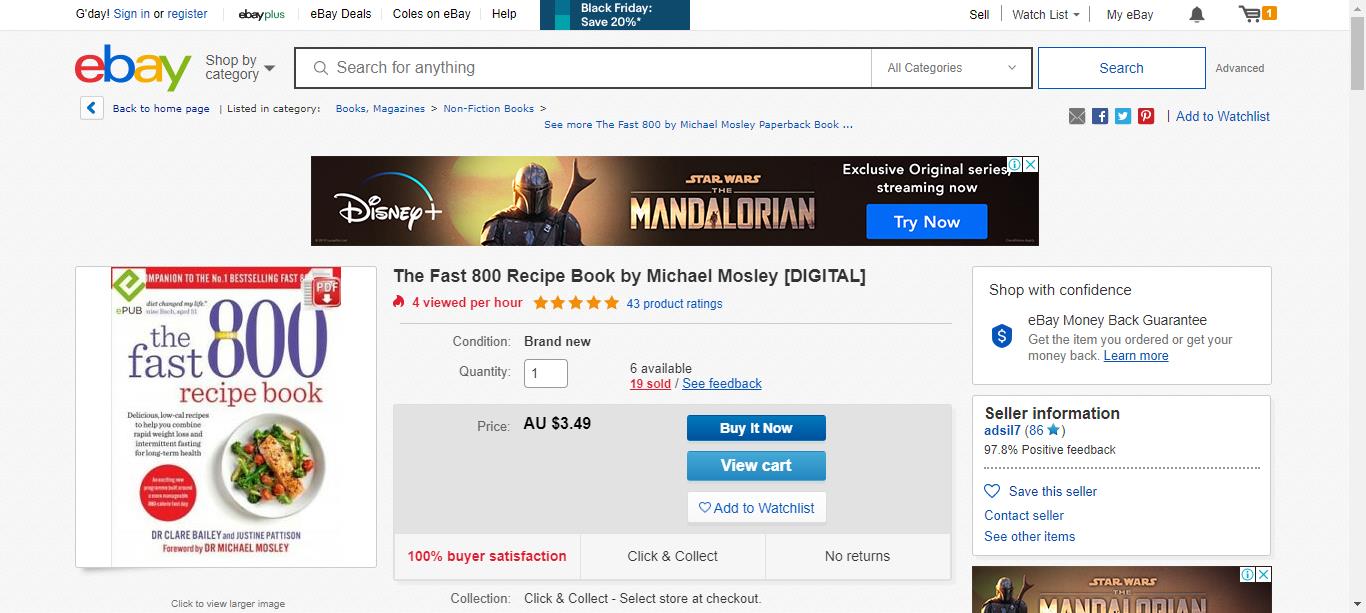 G'day! Sign in or register
ebayplus
eBay Deals
Coles on eBay
Help
Black Friday:
Save 20%*
Sell
Watch List
My eBay
1
ebay
Shop by
category
Search for anything
All Categories
Search
Advanced
Back to home page | Listed in category: Books, Magazines > Non-Fiction Books >
See more The Fast 800 by Michael Mosley Paperback Book ...
| Add to Watchlist
Disney+
STAR WARS
THE
MANDALORIAN
Exclusive Original series,
streaming now
Try Now
COMPANION TO THE No.1 BESTSELLING FAST 8
PDF
ePUB
diet changed my life."
the
fast 800
recipe book
Delicious, low-cal recipes
to help you combine
rapid weight loss and
intermittent fasting
for long-term health
An exciting new
programme built around
a more manageable
800-calorie fast day
DR CLARE BAILEY AND JUSTINE PATTISON
Foreword by DR MICHAEL MOSLEY
Click to view larger image
The Fast 800 Recipe Book by Michael Mosley [DIGITAL]
4 viewed per hour
43 product ratings
Condition: Brand new
Quantity: 1
6 available
19 sold / See feedback
Price: AU $3.49
Buy It Now
View cart
Add to Watchlist
100% buyer satisfaction
Click & Collect
No returns
Collection: Click & Collect - Select store at checkout.
Shop with confidence
eBay Money Back Guarantee
Get the item you ordered or get your
money back. Learn more
Seller information
adsil7 (86 )
97.8% Positive feedback
Save this seller
Contact seller
See other items
STAR WARS
THE
MANDALORIAN